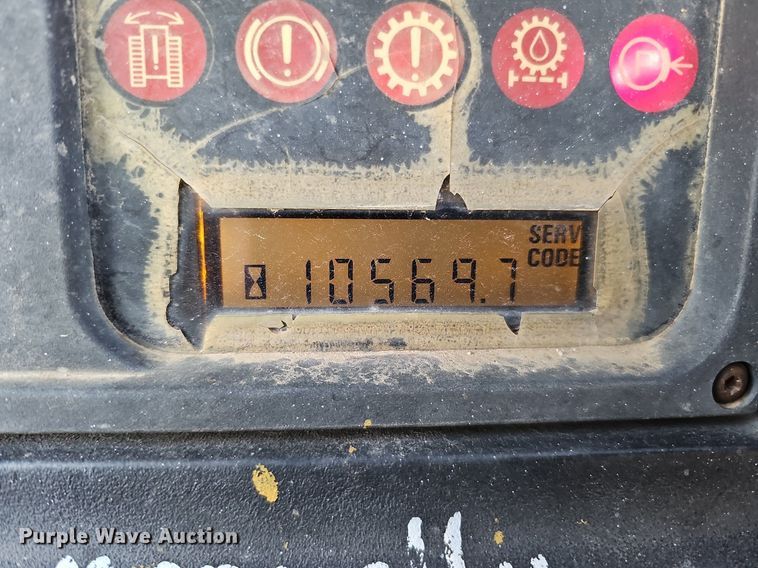 SERV
CODE
10569.7
Purple Wave Auction